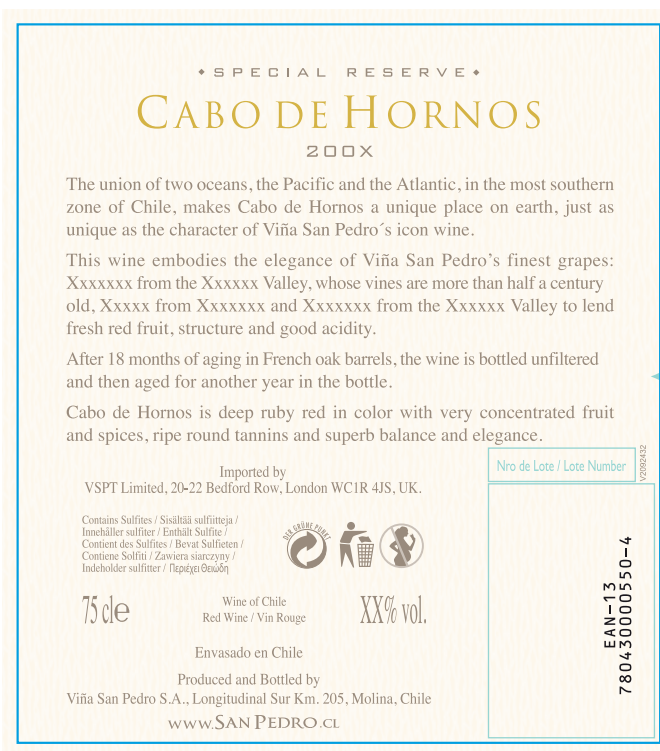 SPECIAL RESERVE
CABO DE HORNOS
200X
The union of two oceans, the Pacific and the Atlantic, in the most southern
zone of Chile, makes Cabo de Hornos a unique place on earth, just as
unique as the character of Viña San Pedro´s icon wine.
This wine embodies the elegance of Viña San Pedro's finest grapes:
Xxxxxxx from the Xxxxxx Valley, whose vines are more than half a century
old, Xxxxx from Xxxxxxx and Xxxxxxx from the Xxxxxx Valley to lend
fresh red fruit, structure and good acidity.
After 18 months of aging in French oak barrels, the wine is bottled unfiltered
and then aged for another year in the bottle.
Cabo de Hornos is deep ruby red in color with very concentrated fruit
and spices, ripe round tannins and superb balance and elegance.
Imported by
VSPT Limited, 20-22 Bedford Row, London WC1R 4JS, UK.
Contains Sulfites / Sisältää sulfiitteja /
Innehåller sulfiter / Enthält Sulfite /
Contient des Sulfites / Bevat Sulfieten /
Contiene Solfiti / Zawiera siarczyny /
Indeholder sulfitter / Περιέχει Θειώδη
DER GRÜNE PUNKT
75 cle
Wine of Chile
Red Wine / Vin Rouge
XX% vol.
Envasado en Chile
Produced and Bottled by
Viña San Pedro S.A., Longitudinal Sur Km. 205, Molina, Chile
WWW.SAN PEDRO.CL
Nro de Lote / Lote Number
V2092432
EAN-13
7804300000550-4